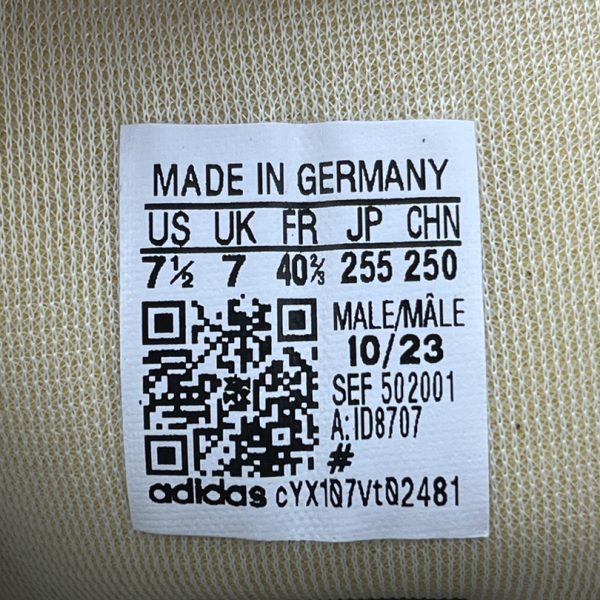 MADE IN GERMANY
US UK FR JP CHN
7½ 7 40⅔ 255 250
MALE/MÂLE
10/23
SEF 502001
A: ID8707
#
adidas cYX1Q7VtQ2481